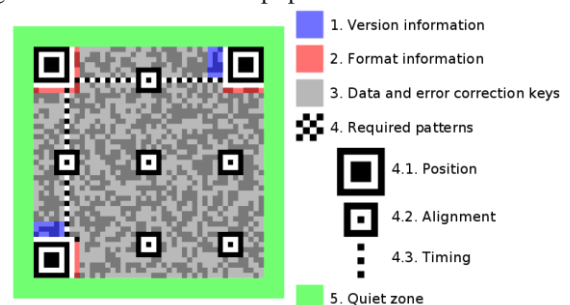 1. Version information
2. Format information
3. Data and error correction keys
4. Required patterns
4.1. Position
4.2. Alignment
4.3. Timing
5. Quiet zone